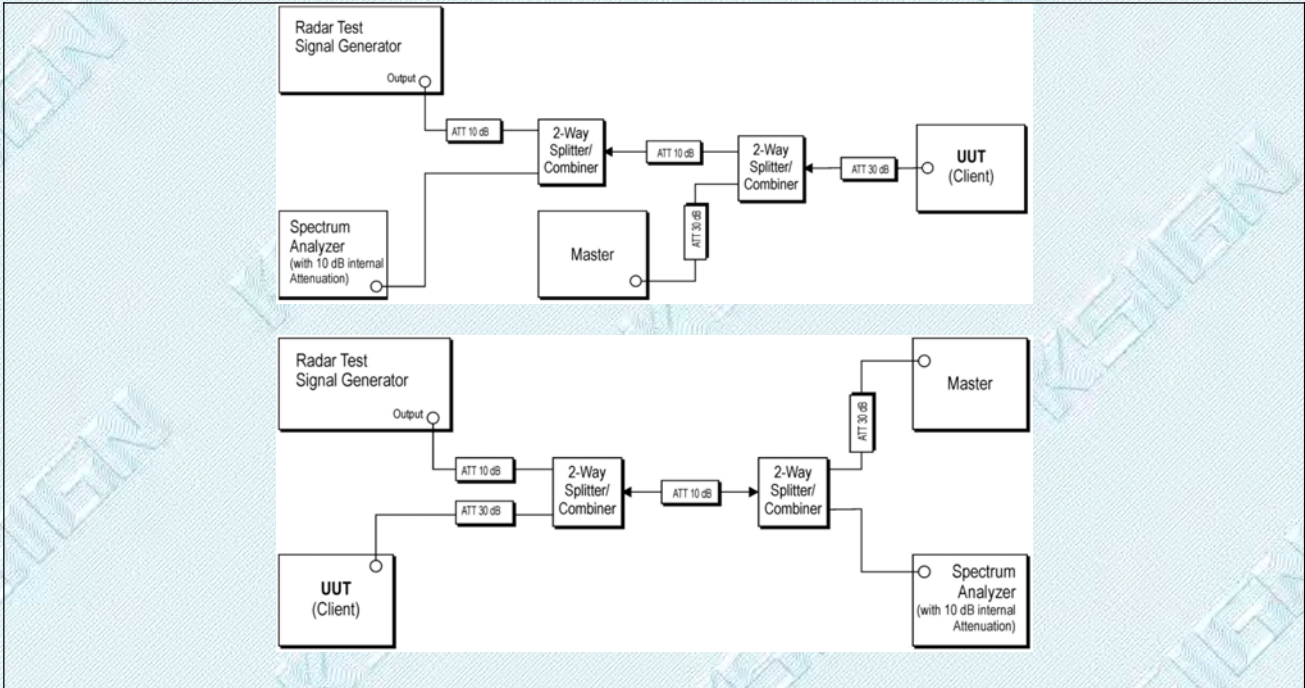 Radar Test
Signal Generator
Output
ATT 10 dB
2-Way
Splitter/
Combiner
ATT 10 dB
2-Way
Splitter/
Combiner
ATT 30 dB
UUT
(Client)
Spectrum
Analyzer
(with 10 dB internal
Attenuation)
Master
ATT 30 dB
Radar Test
Signal Generator
Output
Master
ATT 30 dB
ATT 10 dB
2-Way
Splitter/
Combiner
ATT 10 dB
2-Way
Splitter/
Combiner
ATT 30 dB
UUT
(Client)
Spectrum
Analyzer
(with 10 dB internal
Attenuation)